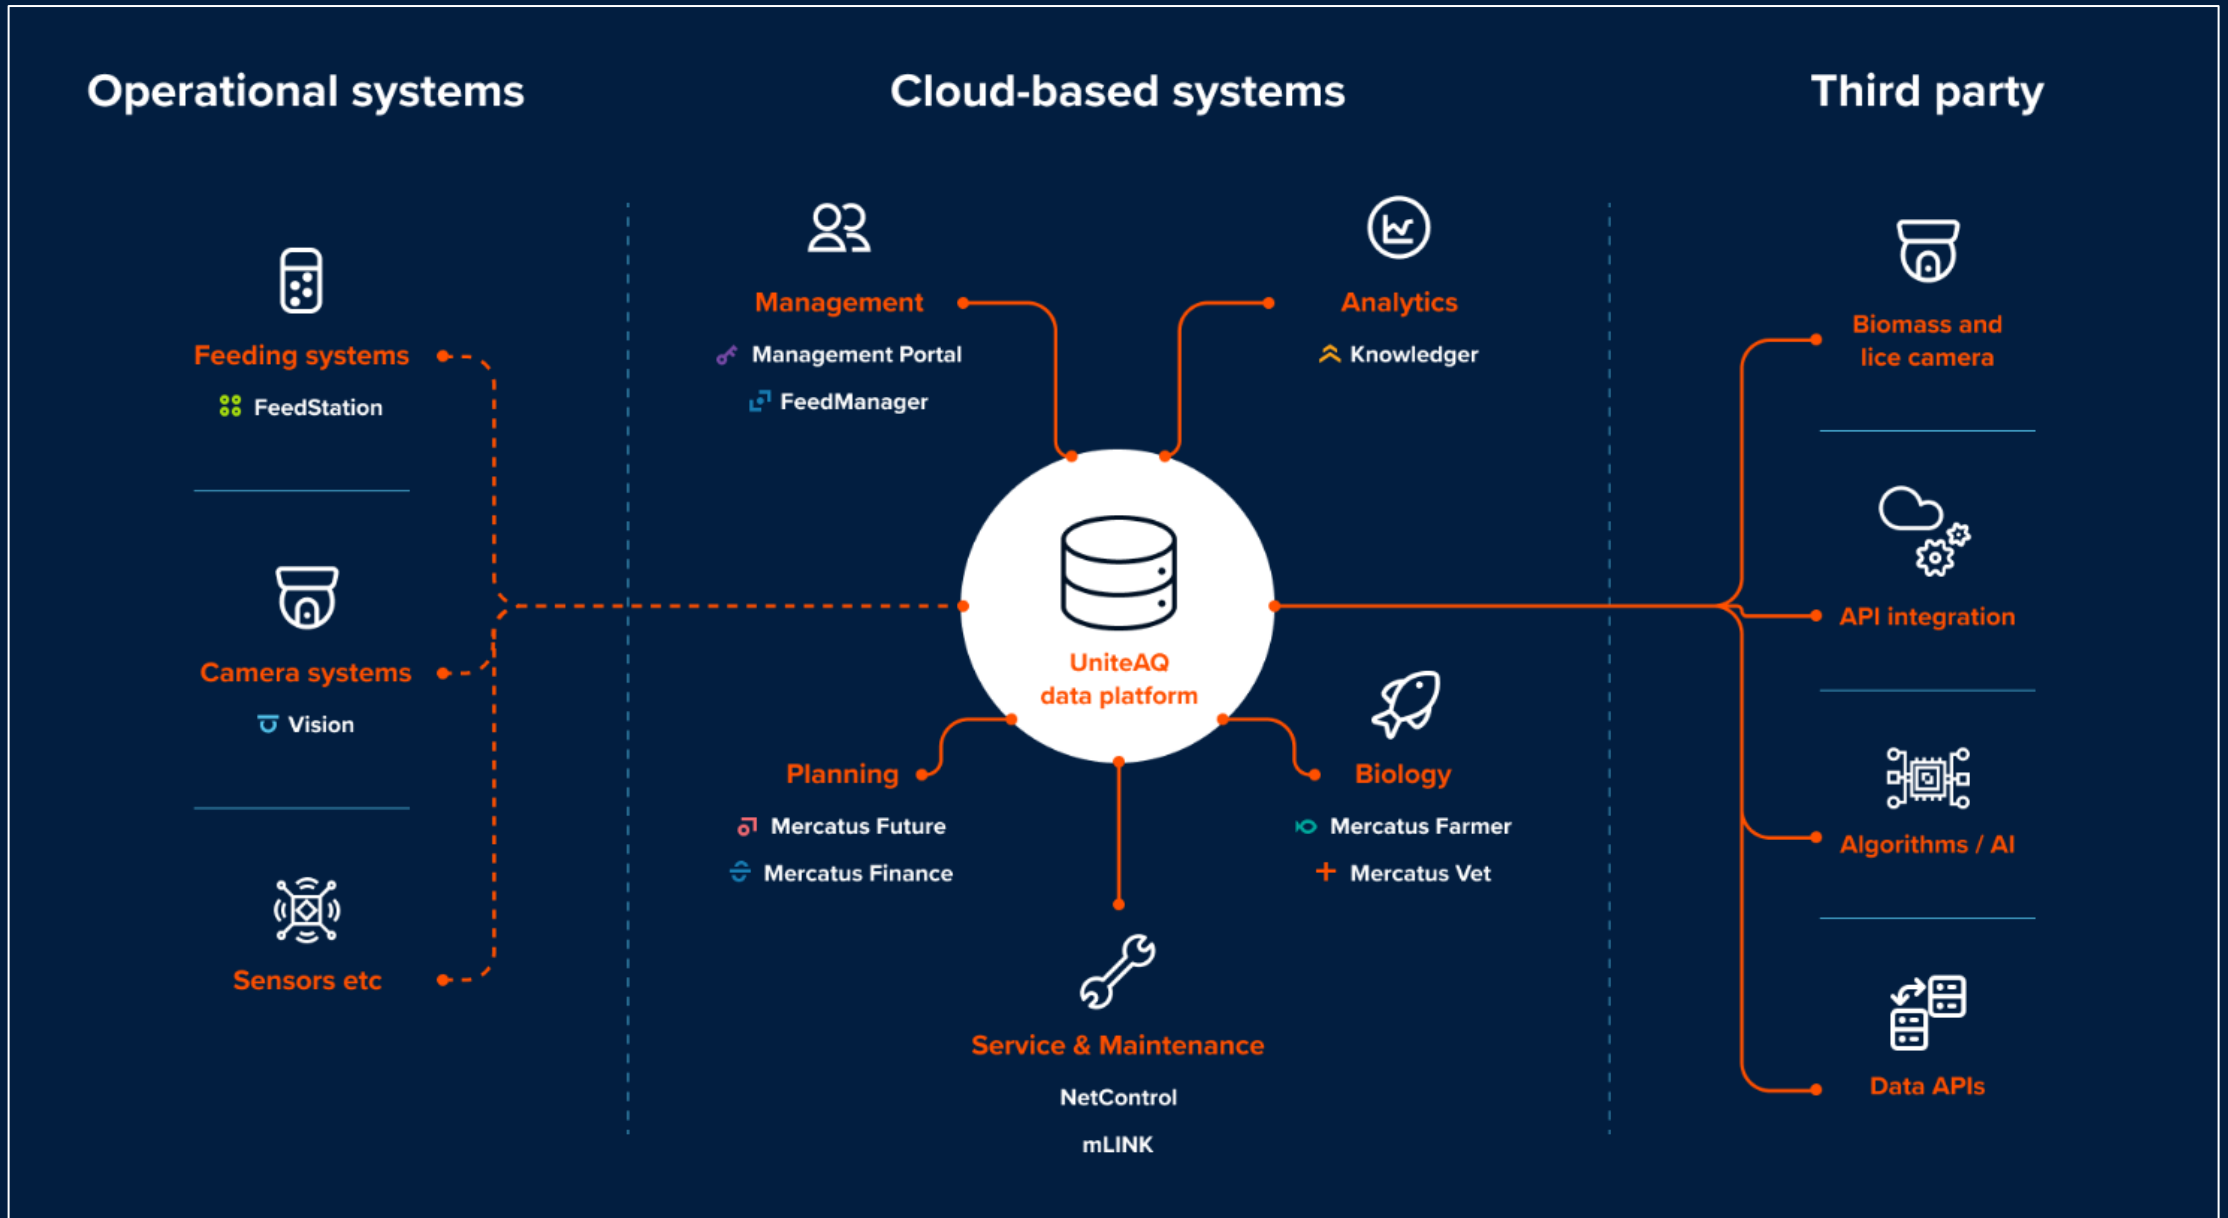 Operational systems
Cloud-based systems
Third party
Feeding systems
FeedStation
Camera systems
Vision
Sensors etc
Management
Management Portal
FeedManager
Analytics
Knowledger
UniteAQ
data platform
Planning
Mercatus Future
Mercatus Finance
Biology
Mercatus Farmer
Mercatus Vet
Service & Maintenance
NetControl
mLINK
Biomass and
lice camera
API integration
Algorithms / AI
Data APIs